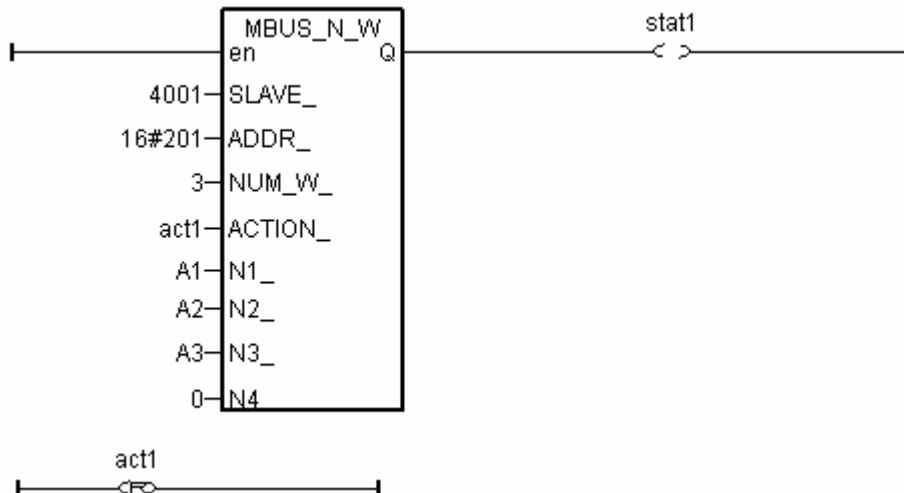 MBUS_N_W
stat1
en Q
4001 SLAVE_
16#201 ADDR_
3 NUM_W_
act1 ACTION_
A1 N1_
A2 N2_
A3 N3_
0 N4
act1
R